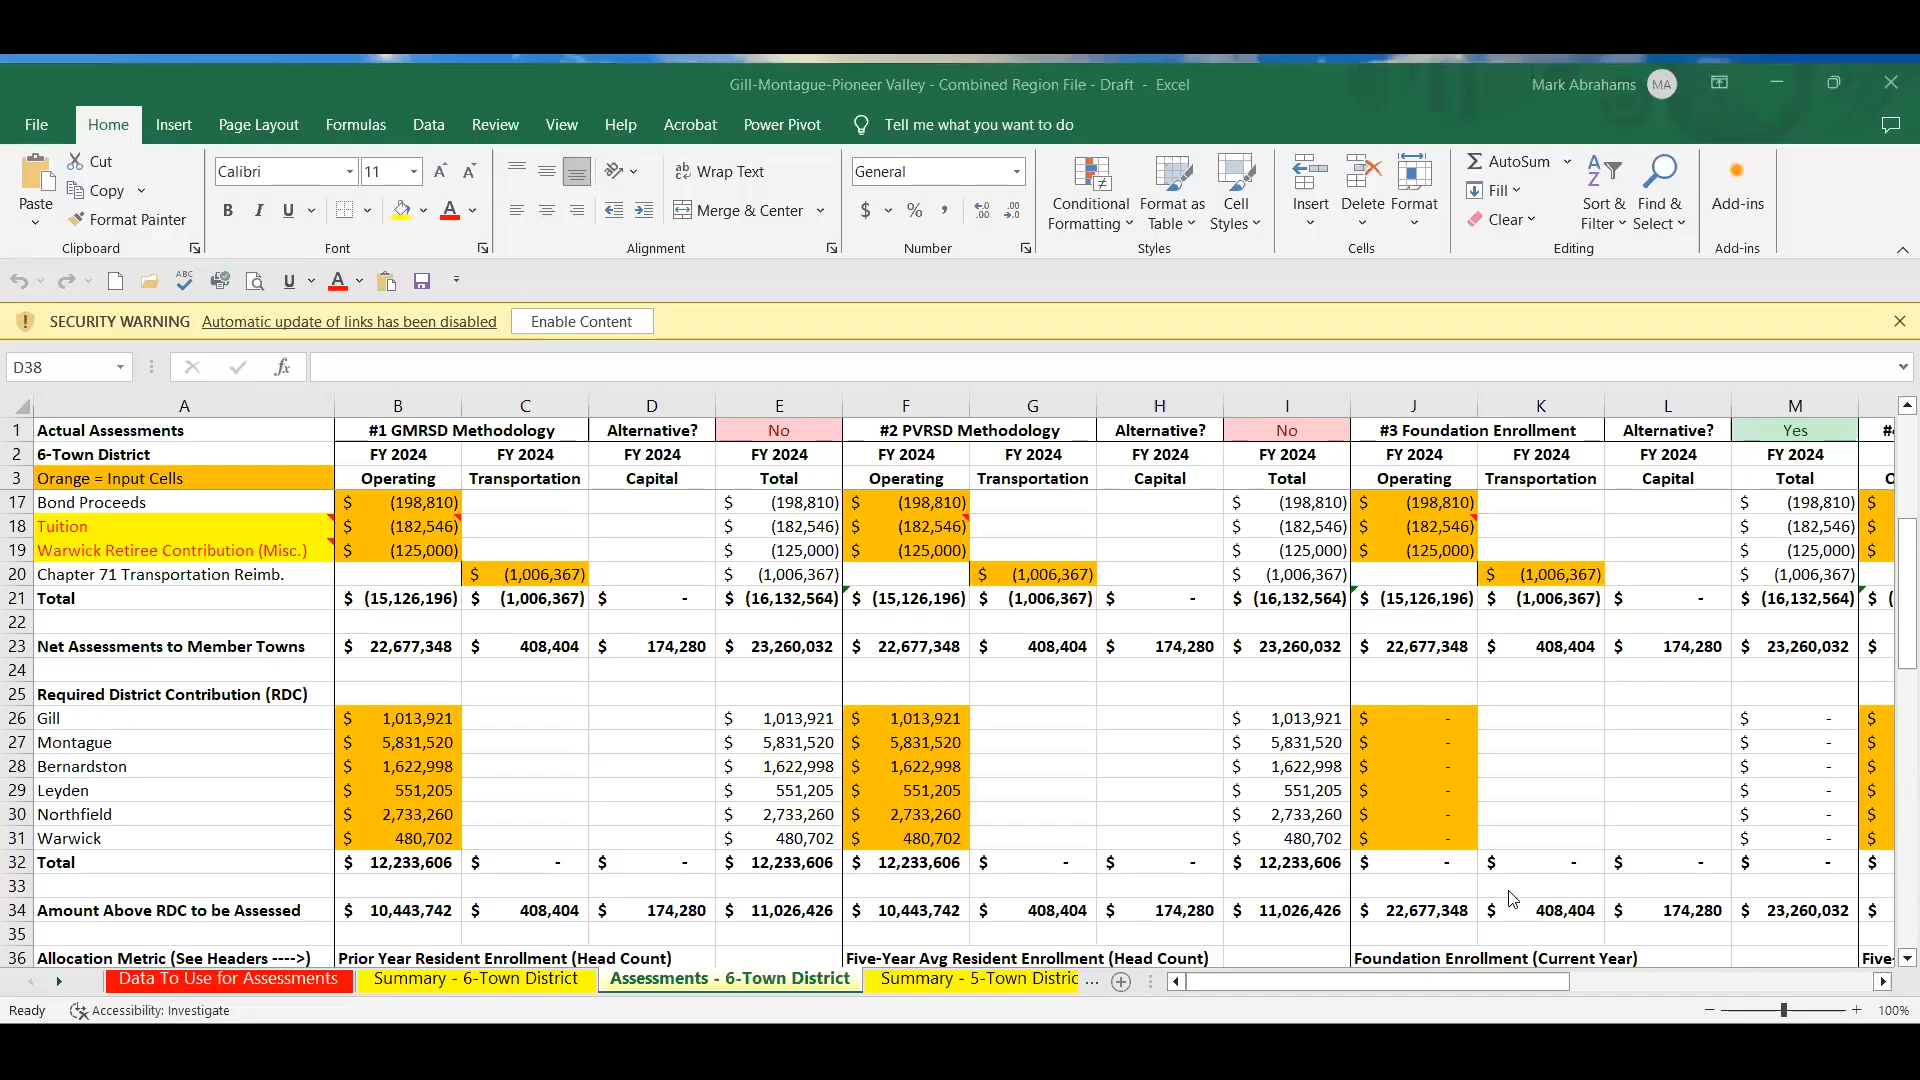 Gill-Montague-Pioneer Valley - Combined Region File - Draft - Excel
Mark Abrahams MA
File Home Insert Page Layout Formulas Data Review View Help Acrobat Power Pivot Tell me what you want to do
Paste
Cut
Copy
Format Painter
Clipboard
Calibri 11
B I U
Font
Wrap Text
Merge & Center
Alignment
General
$ % ,
Number
Conditional Formatting
Format as Table
Cell Styles
Styles
Insert Delete Format
Cells
AutoSum
Fill
Clear
Sort & Filter
Find & Select
Editing
Add-ins
Add-ins
SECURITY WARNING Automatic update of links has been disabled Enable Content
D38 fx
A B C D E F G H I J K L M
1 Actual Assessments #1 GMRSD Methodology Alternative? No #2 PVRSD Methodology Alternative? No #3 Foundation Enrollment Alternative? Yes
2 6-Town District FY 2024 FY 2024 FY 2024 FY 2024 FY 2024 FY 2024 FY 2024 FY 2024 FY 2024 FY 2024 FY 2024 FY 2024
3 Orange = Input Cells Operating Transportation Capital Total Operating Transportation Capital Total Operating Transportation Capital Total
17 Bond Proceeds $ (198,810) $ (198,810) $ (198,810) $ (198,810) $ (198,810) $ (198,810) $
18 Tuition $ (182,546) $ (182,546) $ (182,546) $ (182,546) $ (182,546) $ (182,546) $
19 Warwick Retiree Contribution (Misc.) $ (125,000) $ (125,000) $ (125,000) $ (125,000) $ (125,000) $ (125,000) $
20 Chapter 71 Transportation Reimb. $ (1,006,367) $ (1,006,367) $ (1,006,367) $ (1,006,367) $ (1,006,367) $ (1,006,367)
21 Total $ (15,126,196) $ (1,006,367) $ - $ (16,132,564) $ (15,126,196) $ (1,006,367) $ - $ (16,132,564) $ (15,126,196) $ (1,006,367) $ - $ (16,132,564) $ (
22
23 Net Assessments to Member Towns $ 22,677,348 $ 408,404 $ 174,280 $ 23,260,032 $ 22,677,348 $ 408,404 $ 174,280 $ 23,260,032 $ 22,677,348 $ 408,404 $ 174,280 $ 23,260,032 $
24
25 Required District Contribution (RDC)
26 Gill $ 1,013,921 $ 1,013,921 $ 1,013,921 $ 1,013,921 $ - $ - $
27 Montague $ 5,831,520 $ 5,831,520 $ 5,831,520 $ 5,831,520 $ - $ - $
28 Bernardston $ 1,622,998 $ 1,622,998 $ 1,622,998 $ 1,622,998 $ - $ - $
29 Leyden $ 551,205 $ 551,205 $ 551,205 $ 551,205 $ - $ - $
30 Northfield $ 2,733,260 $ 2,733,260 $ 2,733,260 $ 2,733,260 $ - $ - $
31 Warwick $ 480,702 $ 480,702 $ 480,702 $ 480,702 $ - $ - $
32 Total $ 12,233,606 $ - $ - $ 12,233,606 $ 12,233,606 $ - $ - $ 12,233,606 $ - $ - $ - $ - $
33
34 Amount Above RDC to be Assessed $ 10,443,742 $ 408,404 $ 174,280 $ 11,026,426 $ 10,443,742 $ 408,404 $ 174,280 $ 11,026,426 $ 22,677,348 $ 408,404 $ 174,280 $ 23,260,032 $
35
36 Allocation Metric (See Headers ---->) Prior Year Resident Enrollment (Head Count) Five-Year Avg Resident Enrollment (Head Count) Foundation Enrollment (Current Year) Five-
Data To Use for Assessments Summary - 6-Town District Assessments - 6-Town District Summary - 5-Town Distric ...
Ready Accessibility: Investigate 100%